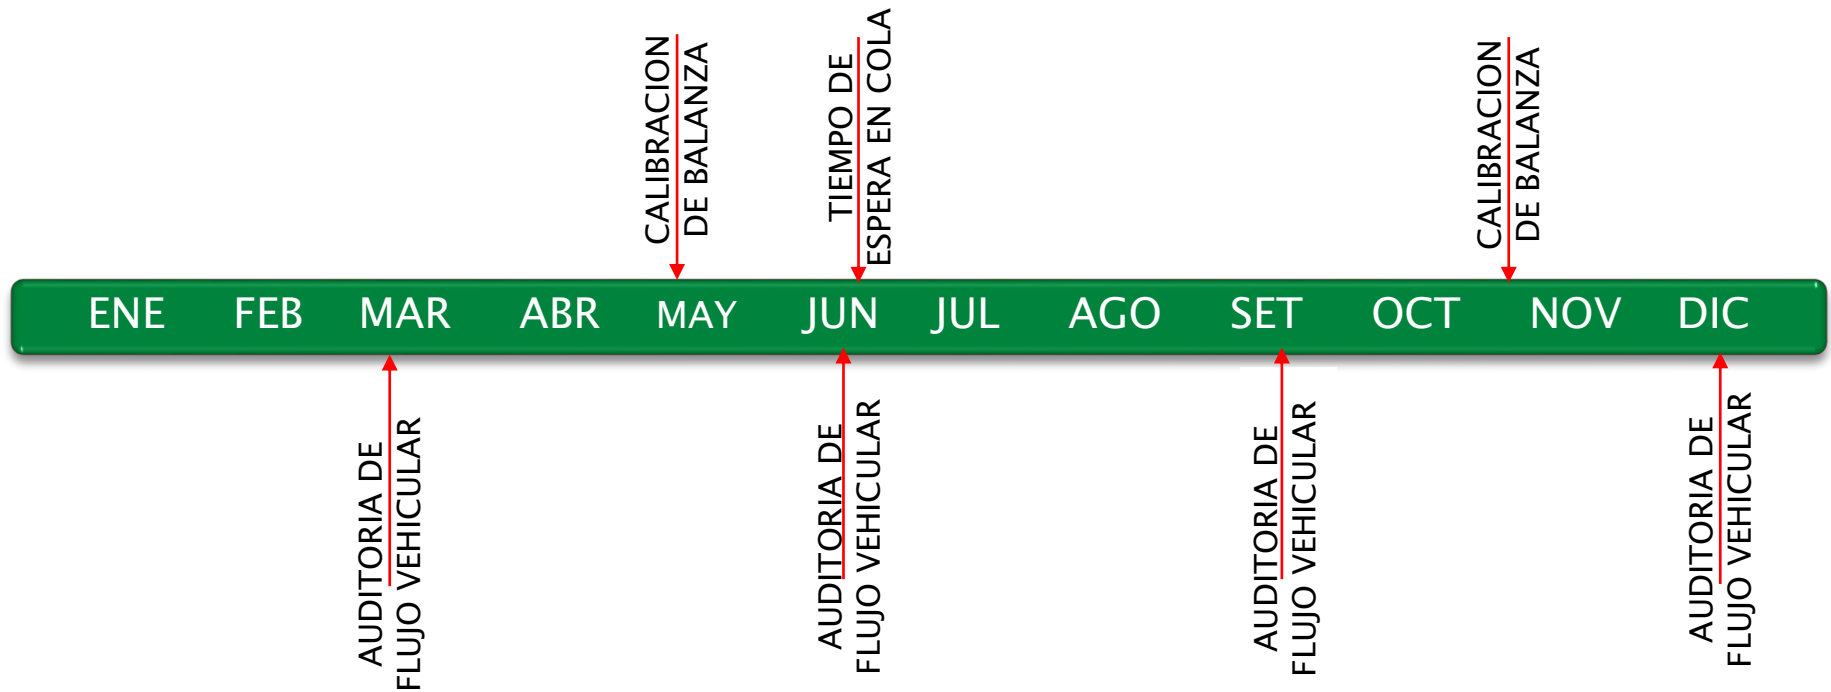 CALIBRACION
DE BALANZA
TIEMPO DE
ESPERA EN COLA
CALIBRACION
DE BALANZA
ENE FEB MAR ABR MAY JUN JUL AGO SET OCT NOV DIC
AUDITORIA DE
FLUJO VEHICULAR
AUDITORIA DE
FLUJO VEHICULAR
AUDITORIA DE
FLUJO VEHICULAR
AUDITORIA DE
FLUJO VEHICULAR